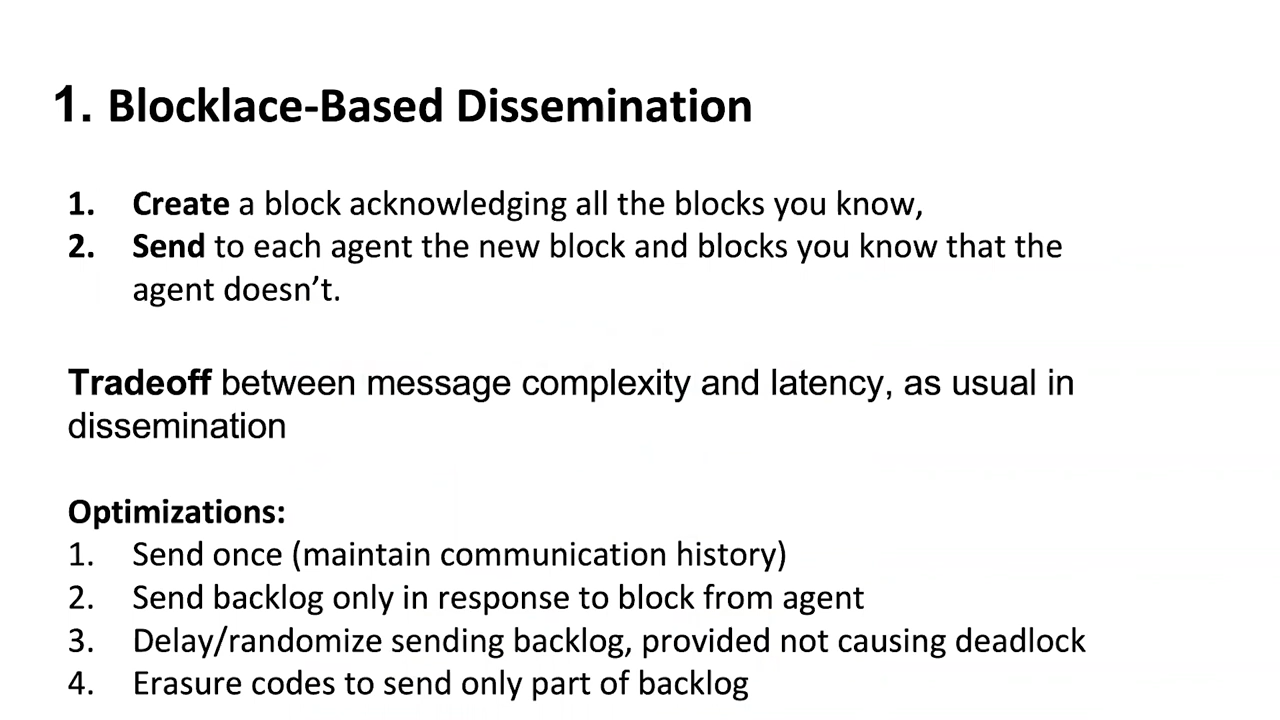 1. Blocklace-Based Dissemination
1. Create a block acknowledging all the blocks you know,
2. Send to each agent the new block and blocks you know that the
agent doesn’t.
Tradeoff between message complexity and latency, as usual in
dissemination
Optimizations:
1. Send once (maintain communication history)
2. Send backlog only in response to block from agent
3. Delay/randomize sending backlog, provided not causing deadlock
4. Erasure codes to send only part of backlog